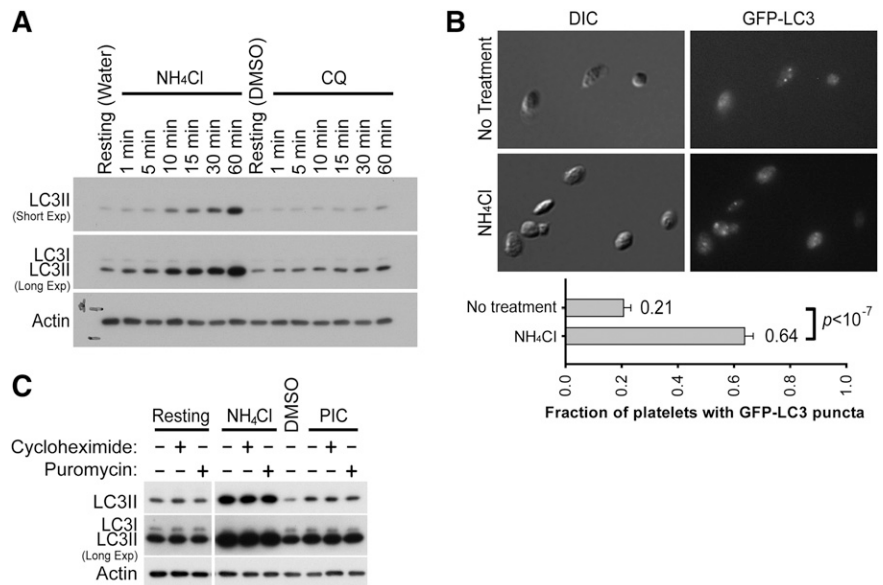 A
Resting (Water)
NH₄Cl
1 min
5 min
10 min
15 min
30 min
60 min
Resting (DMSO)
CQ
1 min
5 min
10 min
15 min
30 min
60 min
LC3II
(Short Exp)
LC3I
LC3II
(Long Exp)
Actin
B
DIC
GFP-LC3
No Treatment
NH₄Cl
No treatment
0.21
NH₄Cl
0.64
p<10⁻⁷
0.0
0.2
0.4
0.6
0.8
1.0
Fraction of platelets with GFP-LC3 puncta
C
Resting
NH₄Cl
DMSO
PIC
Cycloheximide: – + – – + – – – + –
Puromycin: – – + – – + – – – +
LC3II
LC3I
LC3II
(Long Exp)
Actin